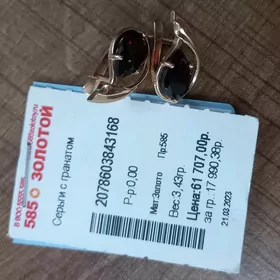 585 ЗОЛОТОЙ
Серьги с гранатом
2078603843168
Р-р:0,00
Пр:585
Мат:Золото
Вес:3,43гр.
Цена:61 707,00р.
за гр. 17 990,38р.
21.03.2023